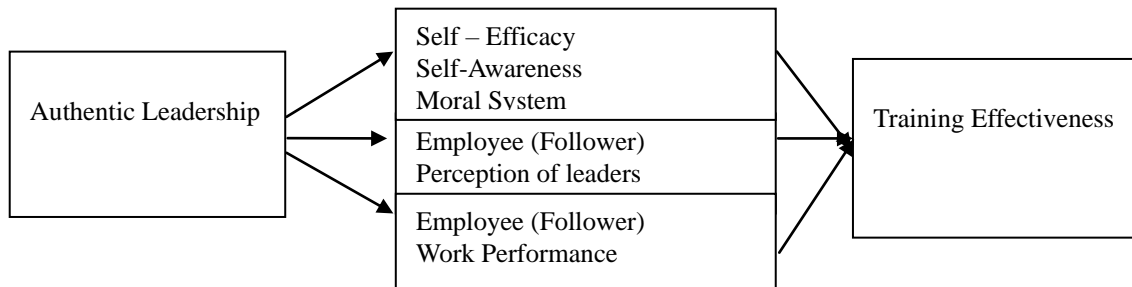 Authentic Leadership
Self – Efficacy
Self-Awareness
Moral System
Employee (Follower)
Perception of leaders
Employee (Follower)
Work Performance
Training Effectiveness